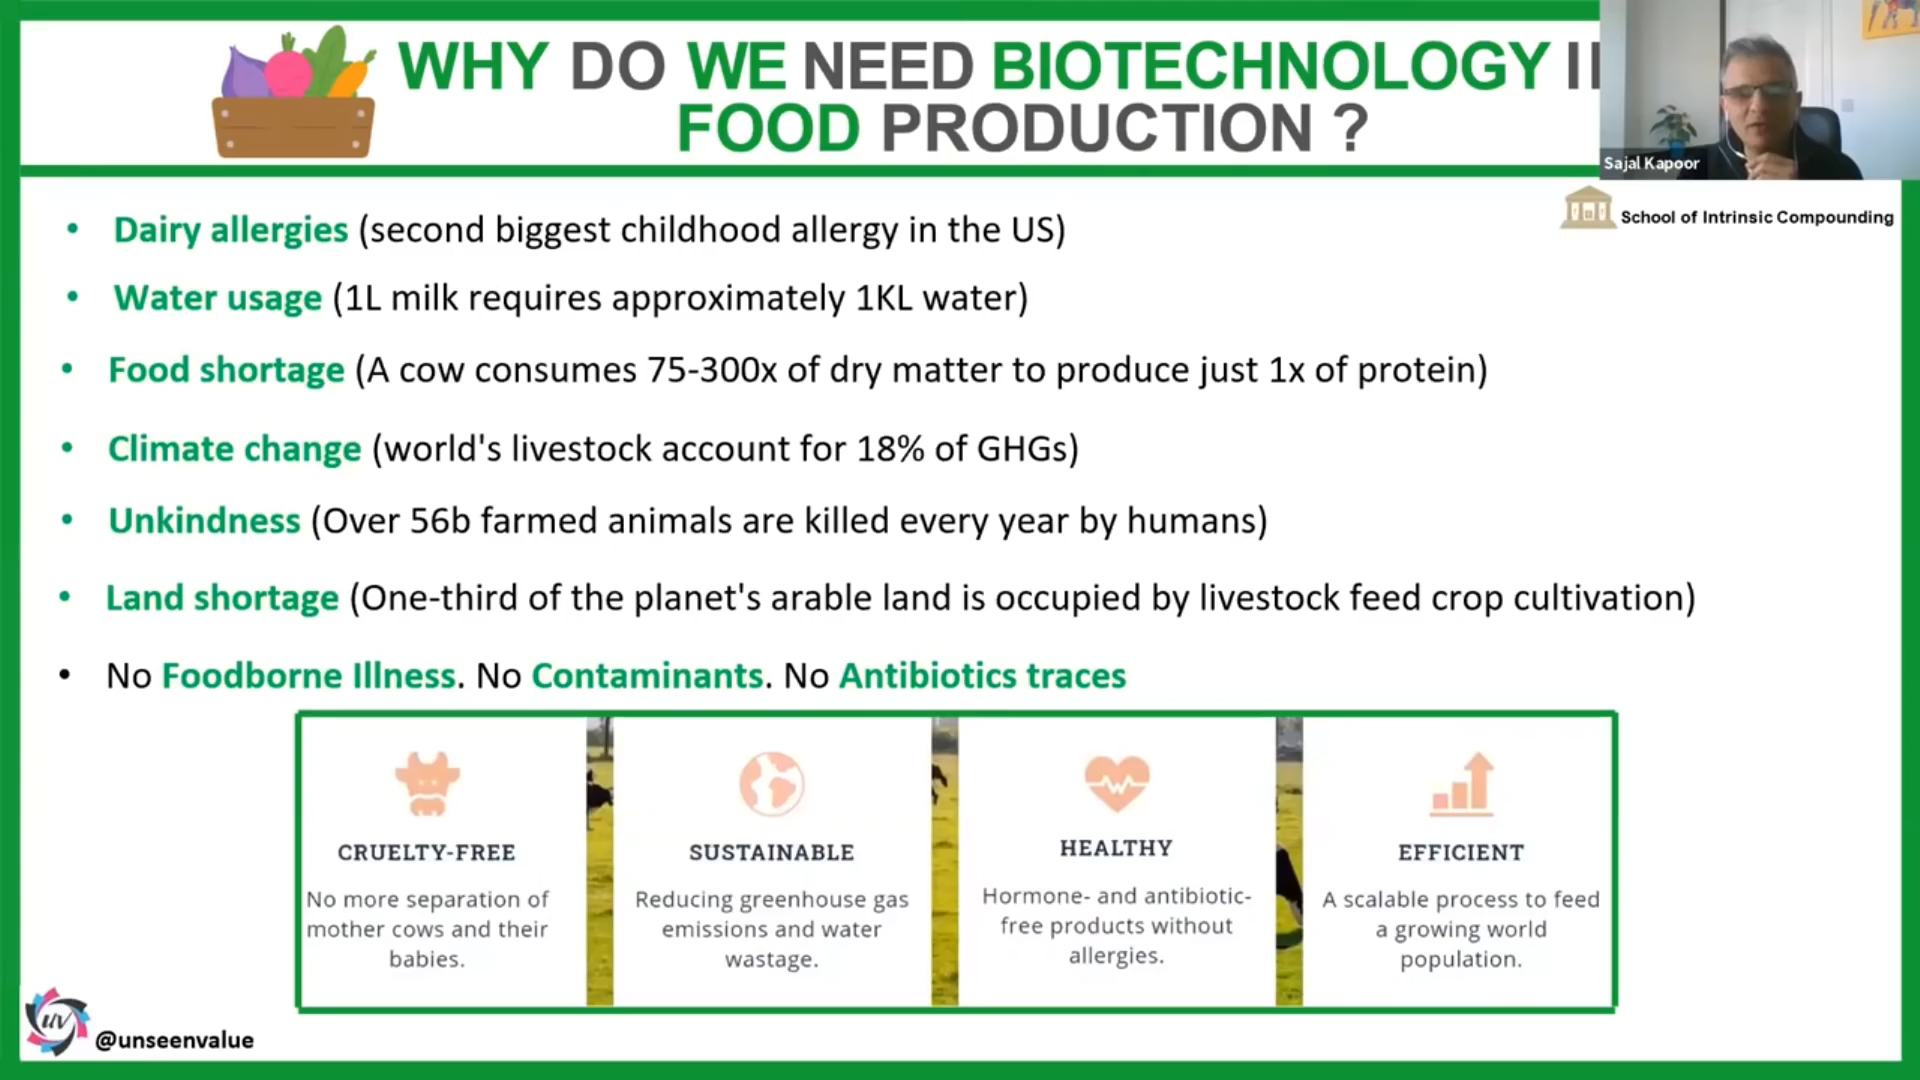 WHY DO WE NEED BIOTECHNOLOGY
FOOD PRODUCTION ?
Sajal Kapoor
School of Intrinsic Compounding
• Dairy allergies (second biggest childhood allergy in the US)
• Water usage (1L milk requires approximately 1KL water)
• Food shortage (A cow consumes 75-300x of dry matter to produce just 1x of protein)
• Climate change (world's livestock account for 18% of GHGs)
• Unkindness (Over 56b farmed animals are killed every year by humans)
• Land shortage (One-third of the planet's arable land is occupied by livestock feed crop cultivation)
• No Foodborne Illness. No Contaminants. No Antibiotics traces
CRUELTY-FREE
No more separation of
mother cows and their
babies.
SUSTAINABLE
Reducing greenhouse gas
emissions and water
wastage.
HEALTHY
Hormone- and antibiotic-
free products without
allergies.
EFFICIENT
A scalable process to feed
a growing world
population.
UV
@unseenvalue